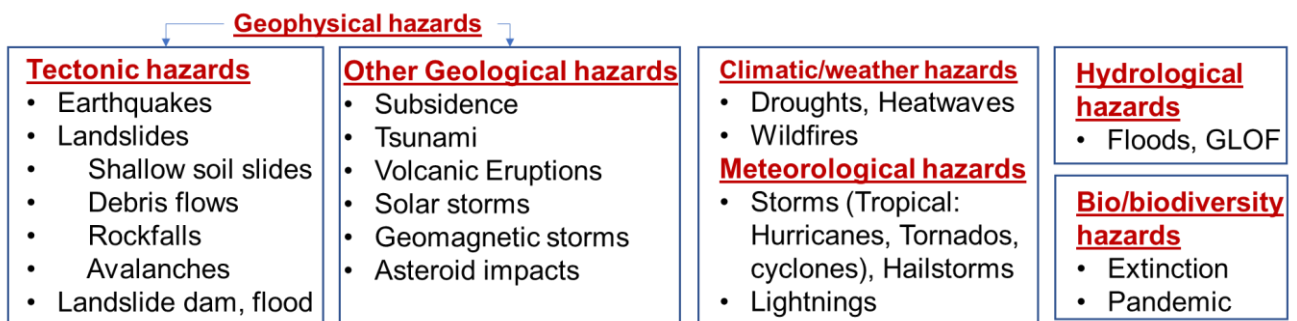 Geophysical hazards
Tectonic hazards
• Earthquakes
• Landslides
• Shallow soil slides
• Debris flows
• Rockfalls
• Avalanches
• Landslide dam, flood
Other Geological hazards
• Subsidence
• Tsunami
• Volcanic Eruptions
• Solar storms
• Geomagnetic storms
• Asteroid impacts
Climatic/weather hazards
• Droughts, Heatwaves
• Wildfires
Meteorological hazards
• Storms (Tropical:
Hurricanes, Tornados,
cyclones), Hailstorms
• Lightnings
Hydrological
hazards
• Floods, GLOF
Bio/biodiversity
hazards
• Extinction
• Pandemic